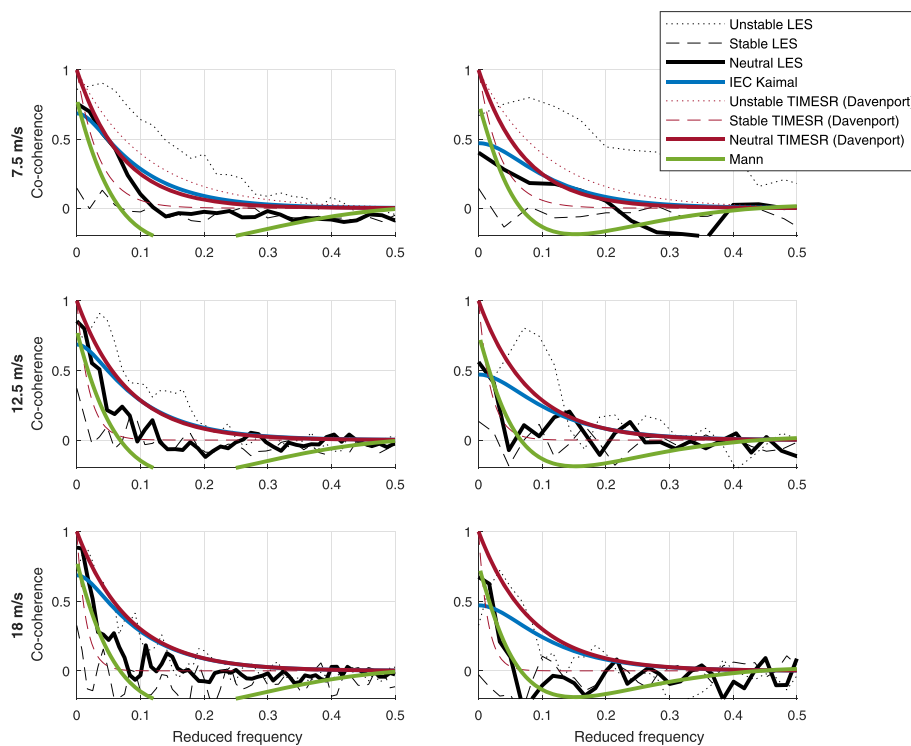 Unstable LES
Stable LES
Neutral LES
IEC Kaimal
Unstable TIMESR (Davenport)
Stable TIMESR (Davenport)
Neutral TIMESR (Davenport)
Mann
7.5 m/s
Co-coherence
1
0.5
0
0 0.1 0.2 0.3 0.4 0.5
1
0.5
0
0 0.1 0.2 0.3 0.4 0.5
12.5 m/s
Co-coherence
1
0.5
0
0 0.1 0.2 0.3 0.4 0.5
1
0.5
0
0 0.1 0.2 0.3 0.4 0.5
18 m/s
Co-coherence
1
0.5
0
0 0.1 0.2 0.3 0.4 0.5
Reduced frequency
1
0.5
0
0 0.1 0.2 0.3 0.4 0.5
Reduced frequency